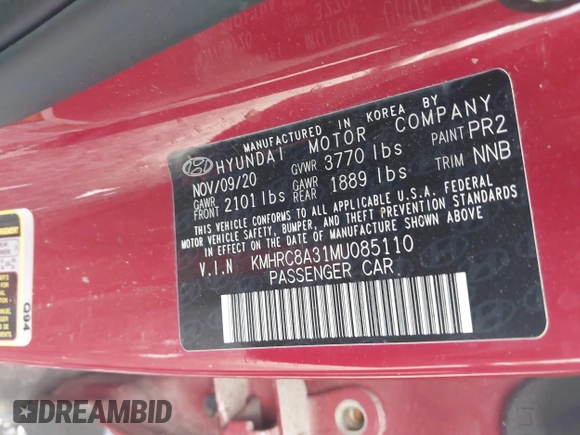 MANUFACTURED IN KOREA BY
HYUNDAI MOTOR COMPANY
NOV/09/20 GVWR 3770 lbs PAINT PR2
GAWR FRONT 2101 lbs GAWR REAR 1889 lbs TRIM NNB
THIS VEHICLE CONFORMS TO ALL APPLICABLE U.S.A. FEDERAL
MOTOR VEHICLE SAFETY, BUMPER, AND THEFT PREVENTION
STANDARDS IN EFFECT ON THE DATE OF MANUFACTURE SHOWN ABOVE.
V.I.N KMHRC8A31MU085110
PASSENGER CAR
Q94
DREAMBID